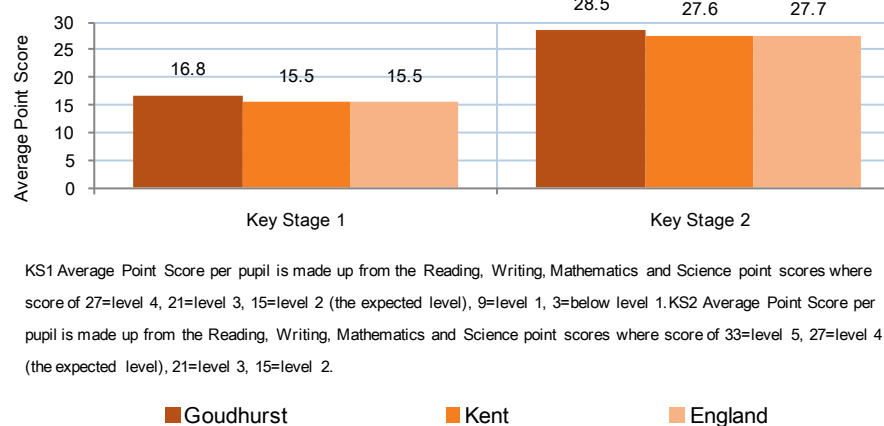 28.5 27.6 27.7
30
25
20
15
10
5
0
Average Point Score
16.8 15.5 15.5
Key Stage 1 Key Stage 2
KS1 Average Point Score per pupil is made up from the Reading, Writing, Mathematics and Science point scores where
score of 27=level 4, 21=level 3, 15=level 2 (the expected level), 9=level 1, 3=below level 1.KS2 Average Point Score per
pupil is made up from the Reading, Writing, Mathematics and Science point scores where score of 33=level 5, 27=level 4
(the expected level), 21=level 3, 15=level 2.
Goudhurst Kent England